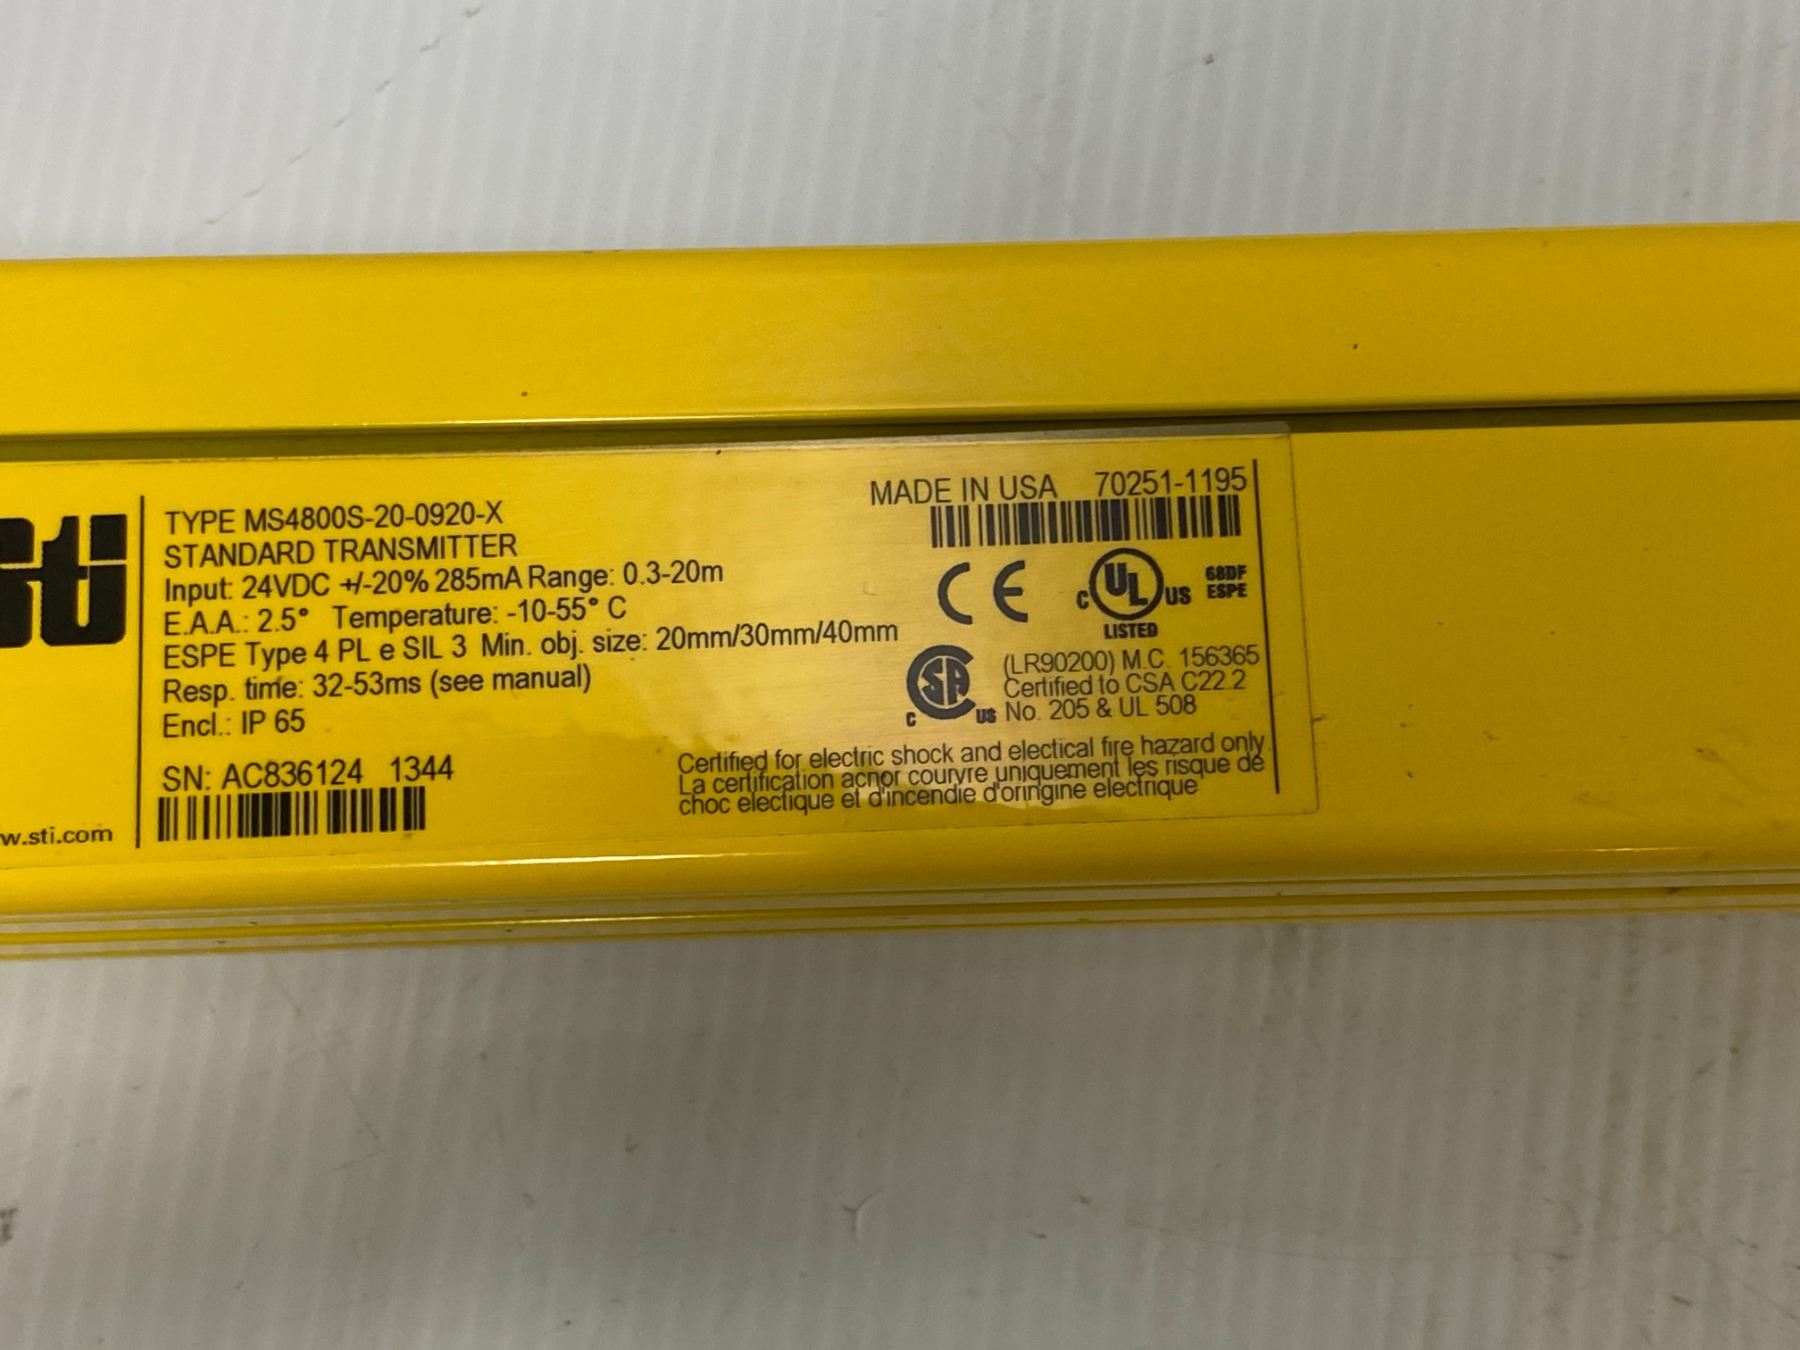 sti
w.sti.com
TYPE MS4800S-20-0920-X
STANDARD TRANSMITTER
Input: 24VDC +/-20% 285mA Range: 0.3-20m
E.A.A.: 2.5° Temperature: -10-55° C
ESPE Type 4 PL e SIL 3 Min. obj. size: 20mm/30mm/40mm
Resp. time: 32-53ms (see manual)
Encl.: IP 65
SN: AC836124 1344
MADE IN USA 70251-1195
CE
C UL US
LISTED
68DF
ESPE
C SA US
(LR90200) M.C. 156365
Certified to CSA C22.2
No. 205 & UL 508
Certified for electric shock and electical fire hazard only.
La certification acnor couryre uniquement les risque de
choc electique et d'incendie d'oringine electrique